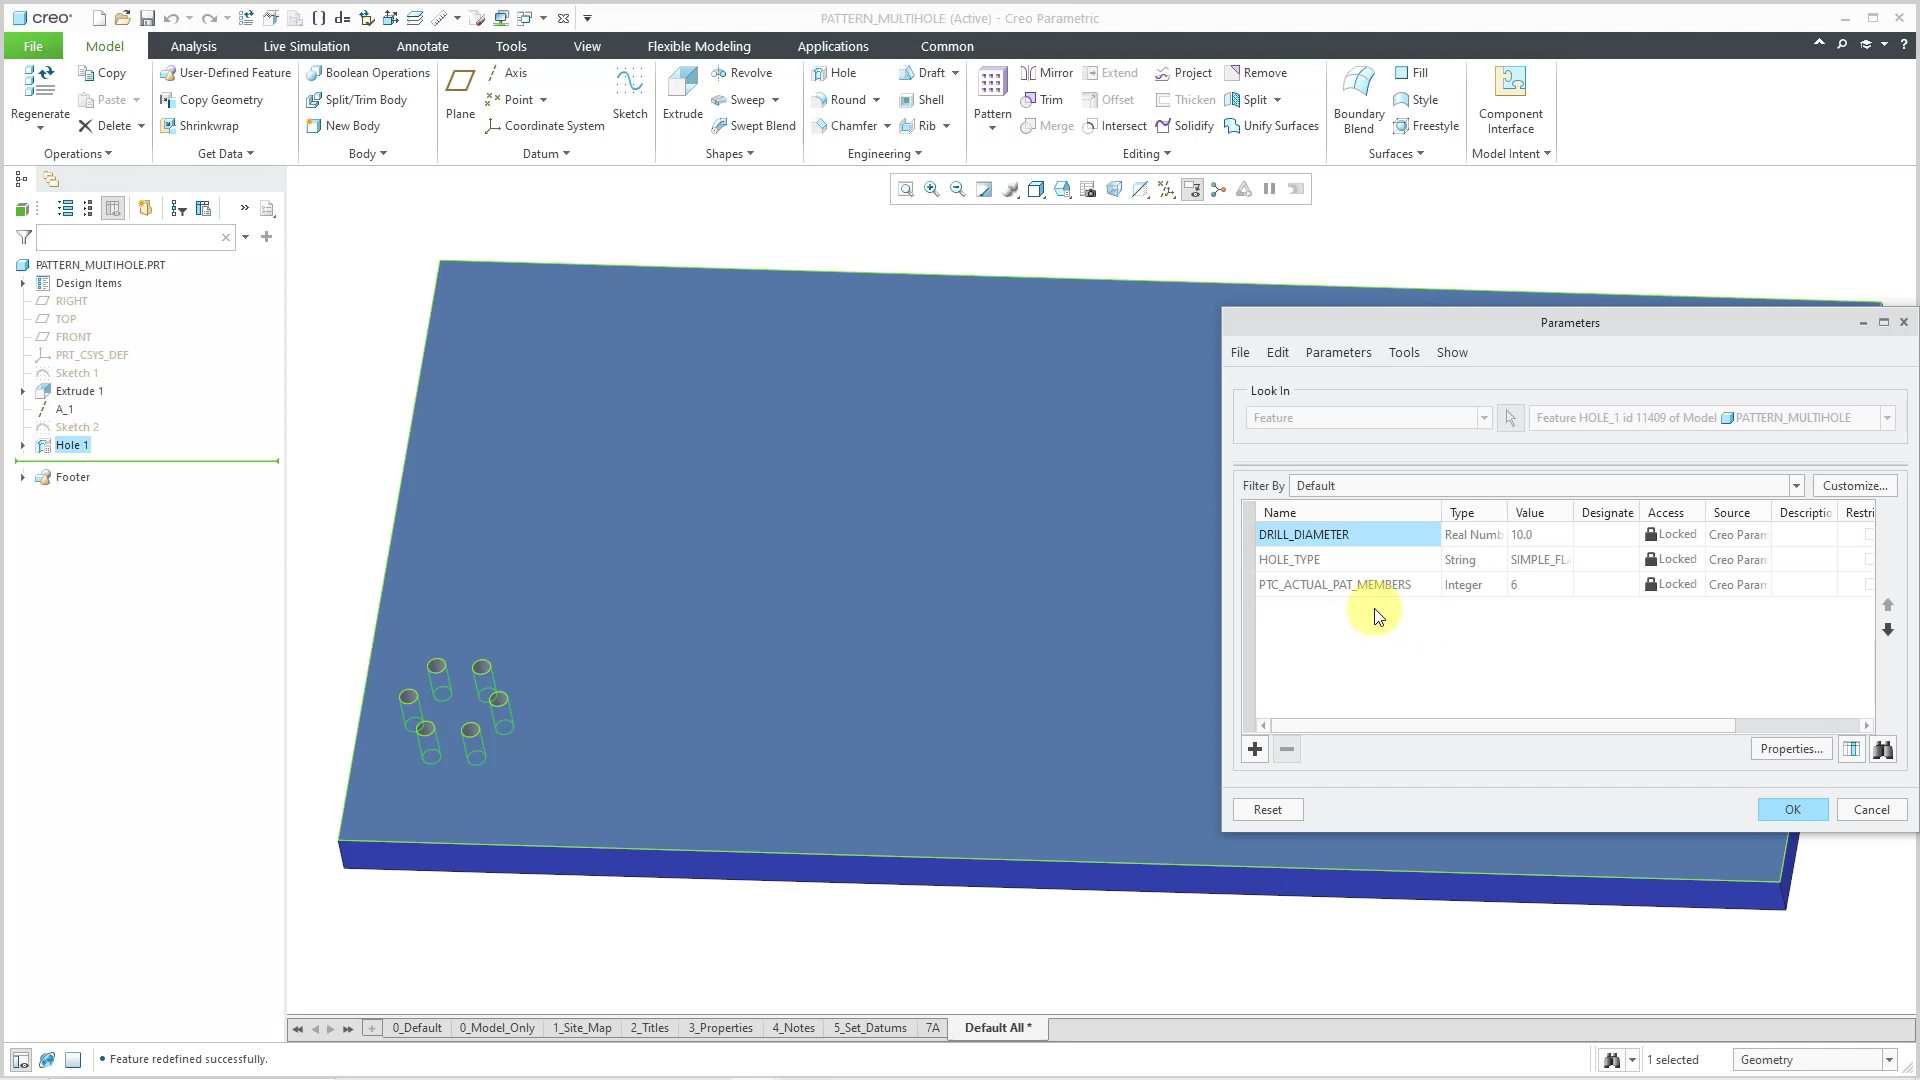 creo
PATTERN_MULTIHOLE (Active) - Creo Parametric
File
Model
Analysis
Live Simulation
Annotate
Tools
View
Flexible Modeling
Applications
Common
Regenerate
Copy
Paste
Delete
Operations
User-Defined Feature
Copy Geometry
Shrinkwrap
Get Data
Boolean Operations
Split/Trim Body
New Body
Body
Plane
Axis
Point
Coordinate System
Sketch
Datum
Extrude
Revolve
Sweep
Swept Blend
Shapes
Hole
Round
Chamfer
Draft
Shell
Rib
Engineering
Pattern
Mirror
Trim
Merge
Extend
Offset
Intersect
Project
Thicken
Solidify
Remove
Split
Unify Surfaces
Editing
Boundary
Blend
Fill
Style
Freestyle
Surfaces
Component
Interface
Model Intent
PATTERN_MULTIHOLE.PRT
Design Items
RIGHT
TOP
FRONT
PRT_CSYS_DEF
Sketch 1
Extrude 1
A_1
Sketch 2
Hole 1
Footer
Parameters
File Edit Parameters Tools Show
Look In
Feature
Feature HOLE_1 id 11409 of Model PATTERN_MULTIHOLE
Filter By Default Customize...
Name Type Value Designate Access Source Descriptio Restri
DRILL_DIAMETER Real Numb 10.0 Locked Creo Param
HOLE_TYPE String SIMPLE_FLA Locked Creo Param
PTC_ACTUAL_PAT_MEMBERS Integer 6 Locked Creo Param
Properties...
Reset OK Cancel
0_Default 0_Model_Only 1_Site_Map 2_Titles 3_Properties 4_Notes 5_Set_Datums 7A Default All *
• Feature redefined successfully.
1 selected
Geometry